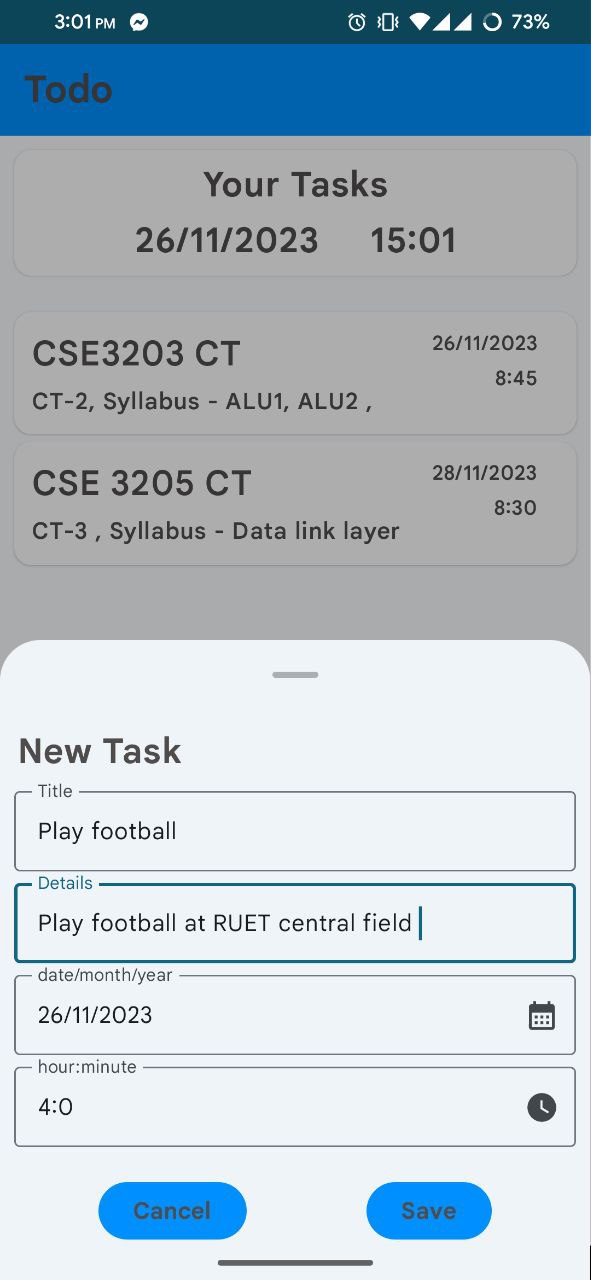 3:01 PM
73%
Todo
Your Tasks
26/11/2023 15:01
CSE3203 CT
26/11/2023
8:45
CT-2, Syllabus - ALU1, ALU2 ,
CSE 3205 CT
28/11/2023
8:30
CT-3 , Syllabus - Data link layer
New Task
Title
Play football
Details
Play football at RUET central field
date/month/year
26/11/2023
hour:minute
4:0
Cancel Save